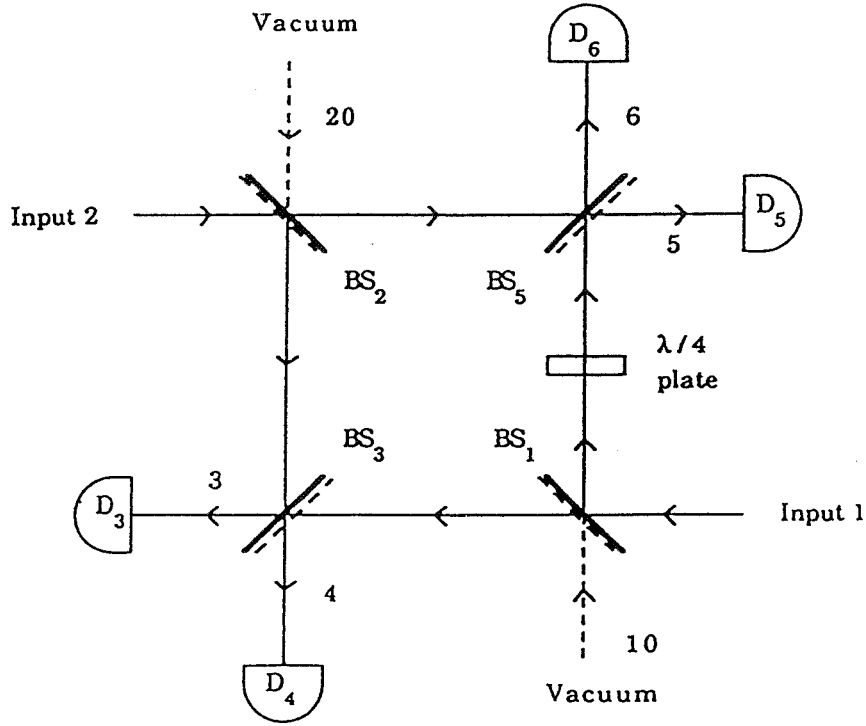 Vacuum
D6
20
6
Input 2
D5
5
BS2
BS5
λ/4
plate
BS3
BS1
3
D3
Input 1
4
10
D4
Vacuum